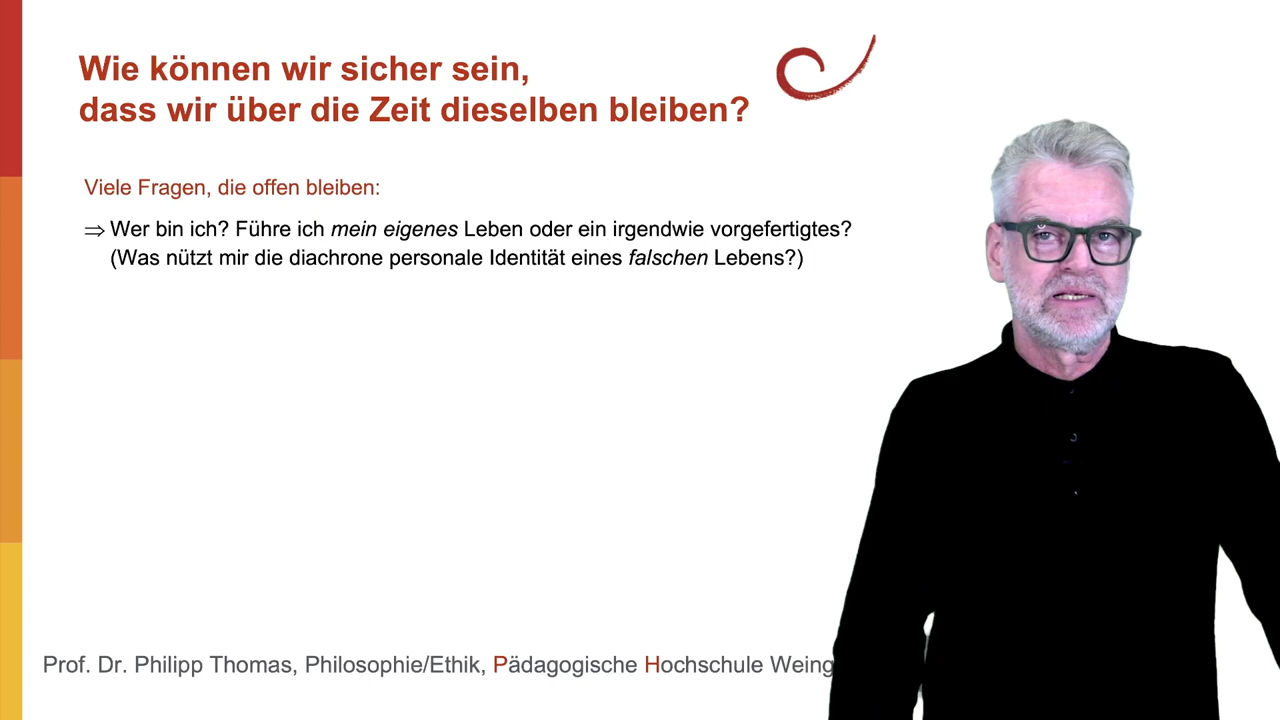 Wie können wir sicher sein,
dass wir über die Zeit dieselben bleiben?
Viele Fragen, die offen bleiben:
⇒ Wer bin ich? Führe ich mein eigenes Leben oder ein irgendwie vorgefertigtes?
(Was nützt mir die diachrone personale Identität eines falschen Lebens?)
Prof. Dr. Philipp Thomas, Philosophie/Ethik, Pädagogische Hochschule Weing